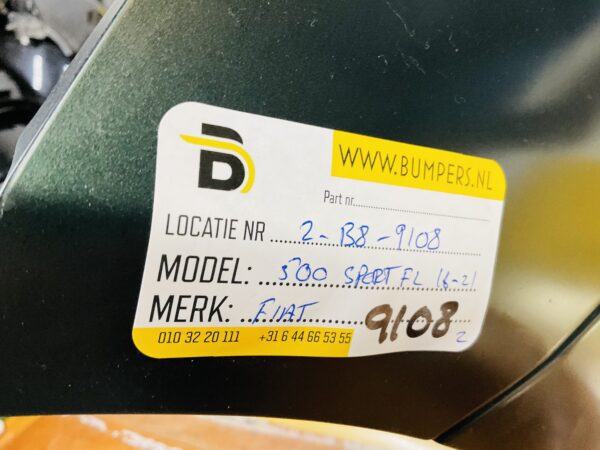 WWW.BUMPERS.NL
Part nr.
LOCATIE NR 2-B8-9108
MODEL: 500 SPORT FL 16-21
MERK: FIAT
9108 2
010 32 20 111 +31 6 44 66 53 55